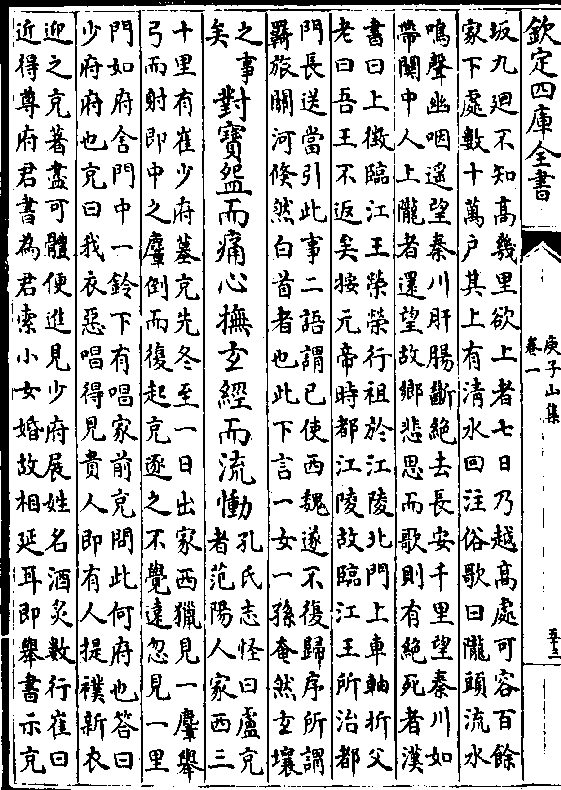 欽定四庫全書
庾子山集
卷一
坂九廻不知高幾里欲上者七日乃越高處可容百餘
家下處數十萬户其上有清水回注俗歌曰隴頭流水
鳴聲幽咽遥望秦川肝腸斷絶去長安千里望秦川如
帶關中人上隴者還望故鄉悲思而歌則有絶死者漢
書曰上徵臨江王榮榮行祖於江陵北門上車軸折父
老曰吾王不返矣按元帝時都江陵故臨江王所治都
門長送當引此事二語謂已使西魏遂不復歸序所謂
羈旅關河倐然白首者也此下言一女一孫奄然玄壤
之事
矣
對寶盌而痛心撫玄經而流慟
孔氏志怪曰盧充
者范陽人家西三
十里有崔少府墓充先冬至一日出家西獵見一麞舉
弓而射即中之麞倒而復起充逐之不覺遠忽見一里
門如府舍門中一鈴下有唱家前充問此何府也答曰
少府府也充曰我衣惡唱得見貴人即有人提襆新衣
迎之充著盡可體便進見少府展姓名酒炙數行崔曰
近得尊府君書為君索小女婚故相延耳即舉書示充